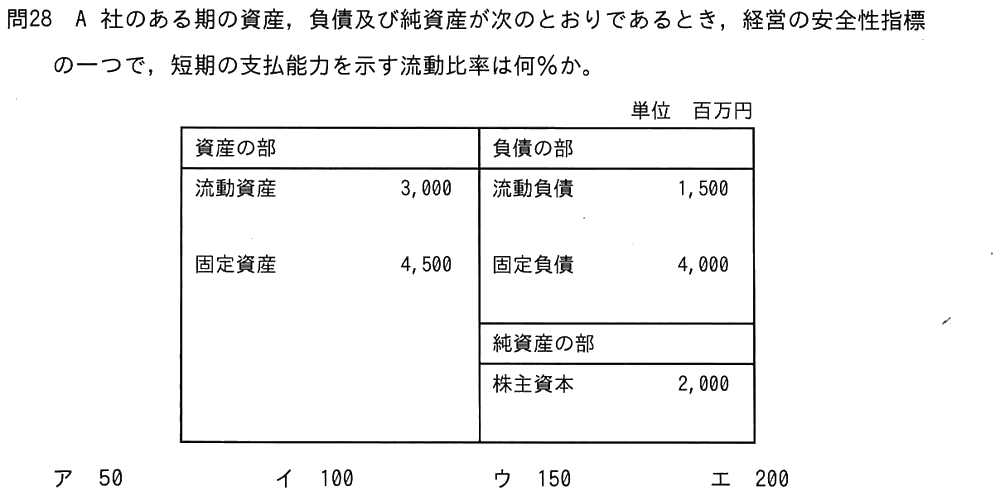 問28 A 社のある期の資産，負債及び純資産が次のとおりであるとき，経営の安全性指標
の一つで，短期の支払能力を示す流動比率は何％か。
単位 百万円
資産の部 負債の部
流動資産 3,000 流動負債 1,500
固定資産 4,500 固定負債 4,000
純資産の部
株主資本 2,000
ア 50 イ 100 ウ 150 エ 200